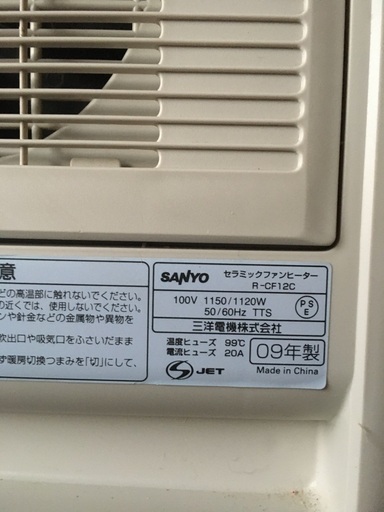 意
どの高温部に触れないでください。
の近くでは、使用しないでください。
ンや針金などの金属物や異物を
吹出口や吸気口をふさいだまま
ず暖房切換つまみを「切」にして、
SANYO セラミックファンヒーター
R-CF12C
100V 1150/1120W
50/60Hz TTS
PSE
三洋電機株式会社
温度ヒューズ 99℃
電流ヒューズ 20A
09年製
JET
Made in China